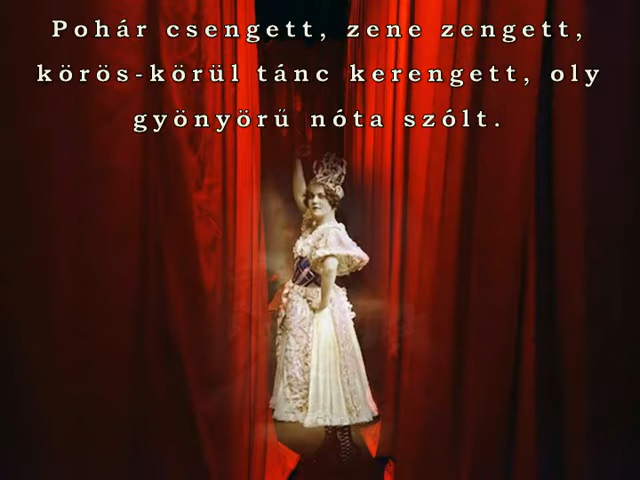 Pohár csengett, zene zengett,
körös-körül tánc kerengett, oly
gyönyörű nóta szólt.